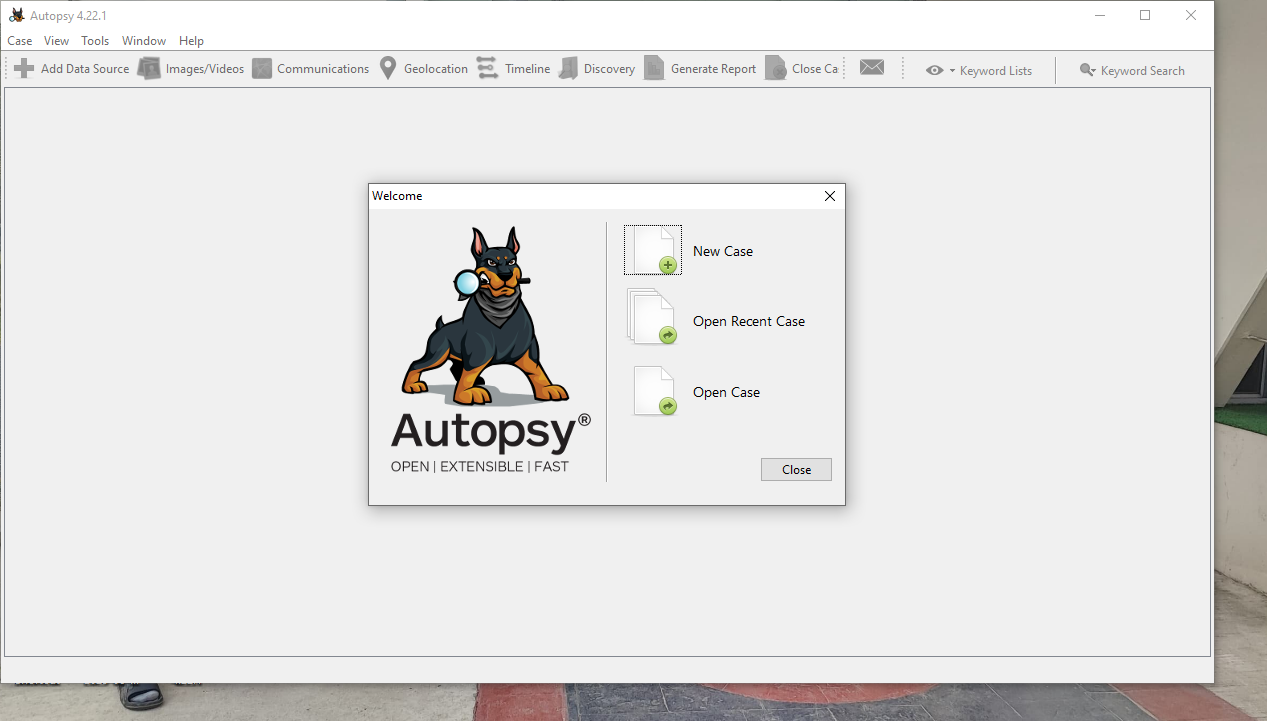 Autopsy 4.22.1
Case View Tools Window Help
Add Data Source Images/Videos Communications Geolocation Timeline Discovery Generate Report Close Ca Keyword Lists Keyword Search
Welcome
New Case
Open Recent Case
Open Case
Autopsy®
OPEN | EXTENSIBLE | FAST
Close